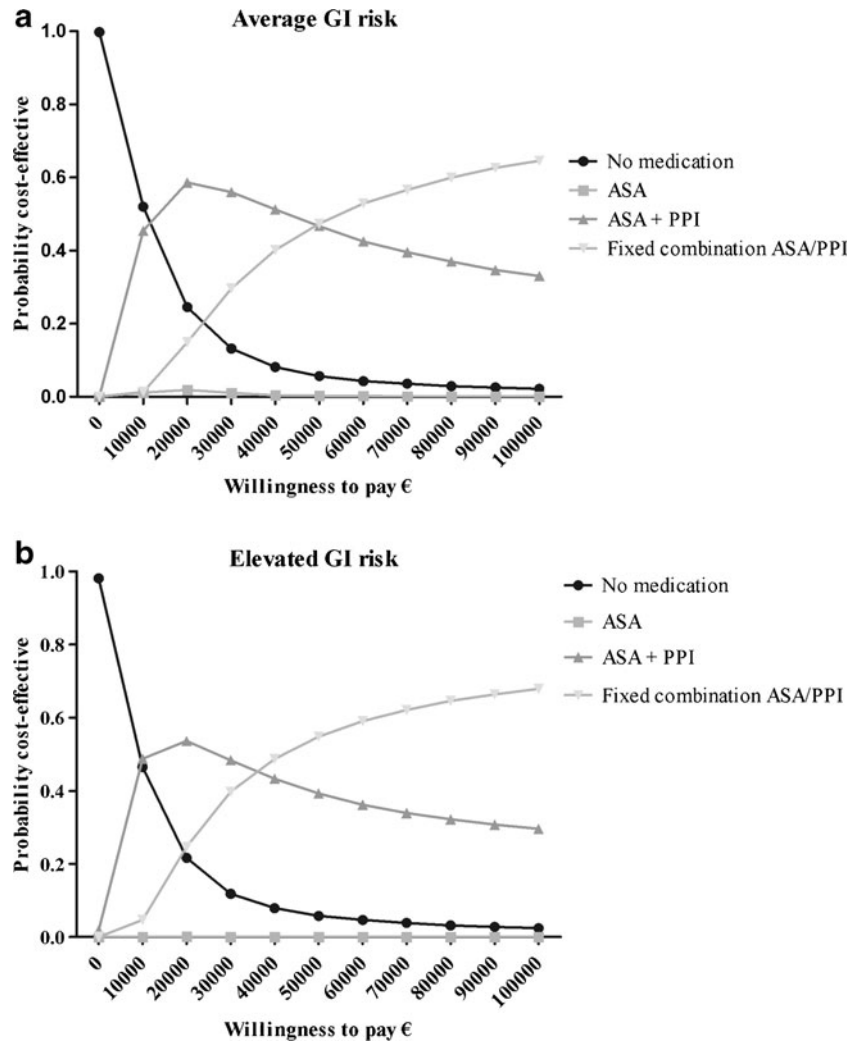 a
Average GI risk
Probability cost-effective
1.0
0.8
0.6
0.4
0.2
0.0
0
10000
20000
30000
40000
50000
60000
70000
80000
90000
100000
Willingness to pay €
No medication
ASA
ASA + PPI
Fixed combination ASA/PPI
b
Elevated GI risk
Probability cost-effective
1.0
0.8
0.6
0.4
0.2
0.0
0
10000
20000
30000
40000
50000
60000
70000
80000
90000
100000
Willingness to pay €
No medication
ASA
ASA + PPI
Fixed combination ASA/PPI